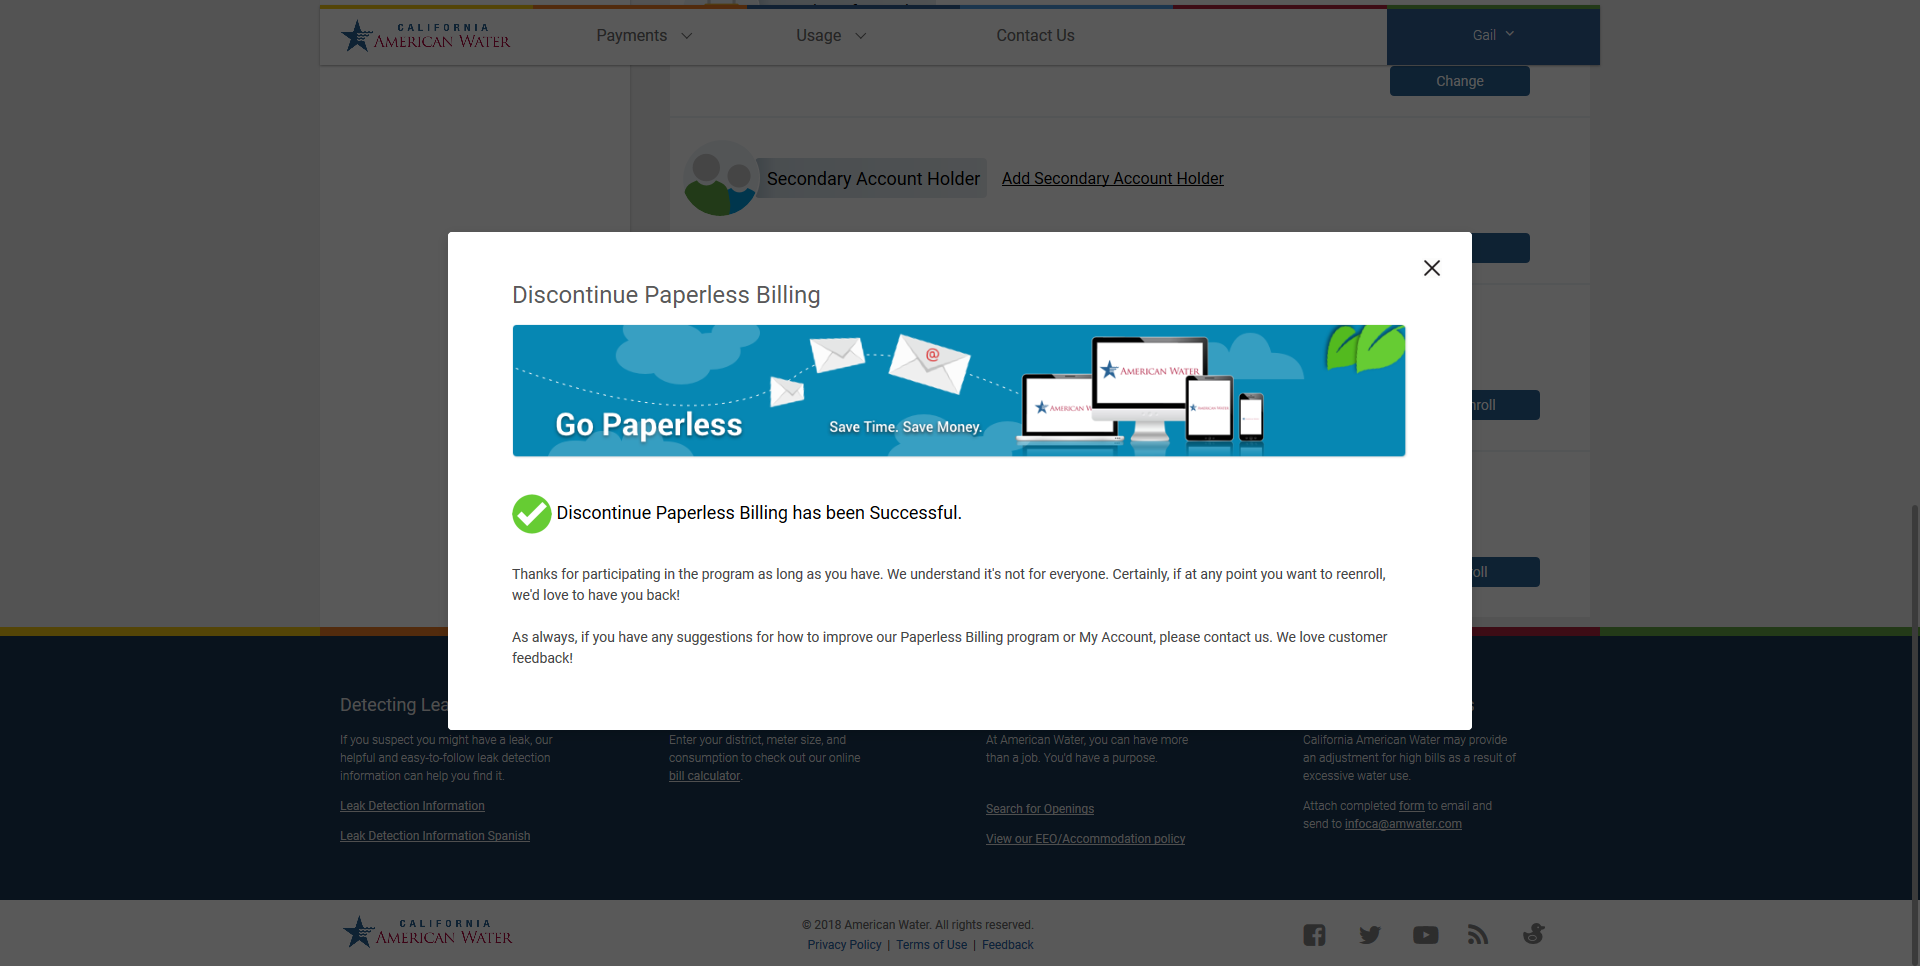 CALIFORNIA
AMERICAN WATER
Payments
Usage
Contact Us
Gail
Change
Secondary Account Holder
Add Secondary Account Holder
Discontinue Paperless Billing
Go Paperless
Save Time. Save Money.
@
AMERICAN W
AMERICAN WATER
AMERICAN WATER
nroll
Discontinue Paperless Billing has been Successful.
Thanks for participating in the program as long as you have. We understand it's not for everyone. Certainly, if at any point you want to reenroll,
we'd love to have you back!
oll
As always, if you have any suggestions for how to improve our Paperless Billing program or My Account, please contact us. We love customer
feedback!
Detecting Lea
s
If you suspect you might have a leak, our
helpful and easy-to-follow leak detection
information can help you find it.
Leak Detection Information
Leak Detection Information Spanish
Enter your district, meter size, and
consumption to check out our online
bill calculator.
At American Water, you can have more
than a job. You'd have a purpose.
Search for Openings
View our EEO/Accommodation policy
California American Water may provide
an adjustment for high bills as a result of
excessive water use.
Attach completed form to email and
send to infoca@amwater.com
CALIFORNIA
AMERICAN WATER
© 2018 American Water. All rights reserved.
Privacy Policy | Terms of Use | Feedback